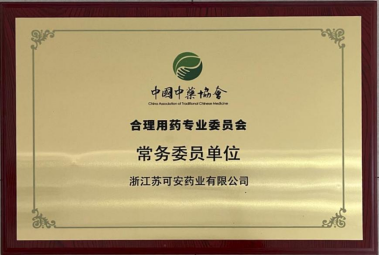 中國中藥協會
China Association of Traditional Chinese Medicine
合理用药专业委员会
常务委员单位
浙江苏可安药业有限公司